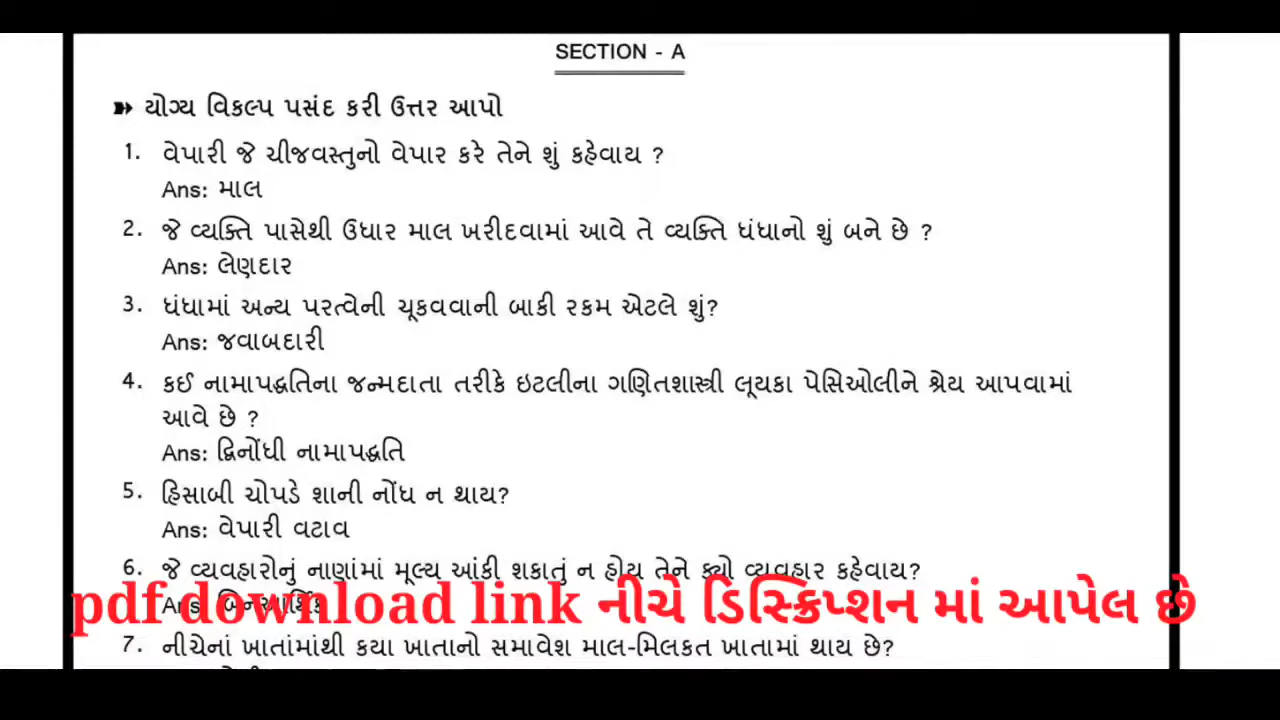 SECTION - A
યોગ્ય વિકલ્પ પસંદ કરી ઉત્તર આપો
1. વેપારી જે ચીજવસ્તુનો વેપાર કરે તેને શું કહેવાય ?
Ans: માલ
2. જે વ્યક્તિ પાસેથી ઉધાર માલ ખરીદવામાં આવે તે વ્યક્તિ ધંધાનો શું બને છે ?
Ans: લેણદાર
3. ધંધામાં અન્ય પરત્વેની ચૂકવવાની બાકી રકમ એટલે શું?
Ans: જવાબદારી
4. કઈ નામાપદ્ધતિના જન્મદાતા તરીકે ઇટલીના ગણિતશાસ્ત્રી લૂચકા પેસિઓલીને શ્રેય આપવામાં
આવે છે ?
Ans: દ્વિનોંધી નામાપદ્ધતિ
5. હિસાબી ચોપડે શાની નોંધ ન થાય?
Ans: વેપારી વટાવ
6. જે વ્યવહારોનું નાણાંમાં મૂલ્ય આંકી શકાતું ન હોય તેને ક્યો વ્યવહાર કહેવાય?
Ans: બિનઆર્થિક
pdf download link નીચે ડિસ્ક્રિપ્શન માં આપેલ છે
7. નીચેનાં ખાતાંમાંથી કયા ખાતાનો સમાવેશ માલ-મિલકત ખાતામાં થાય છે?